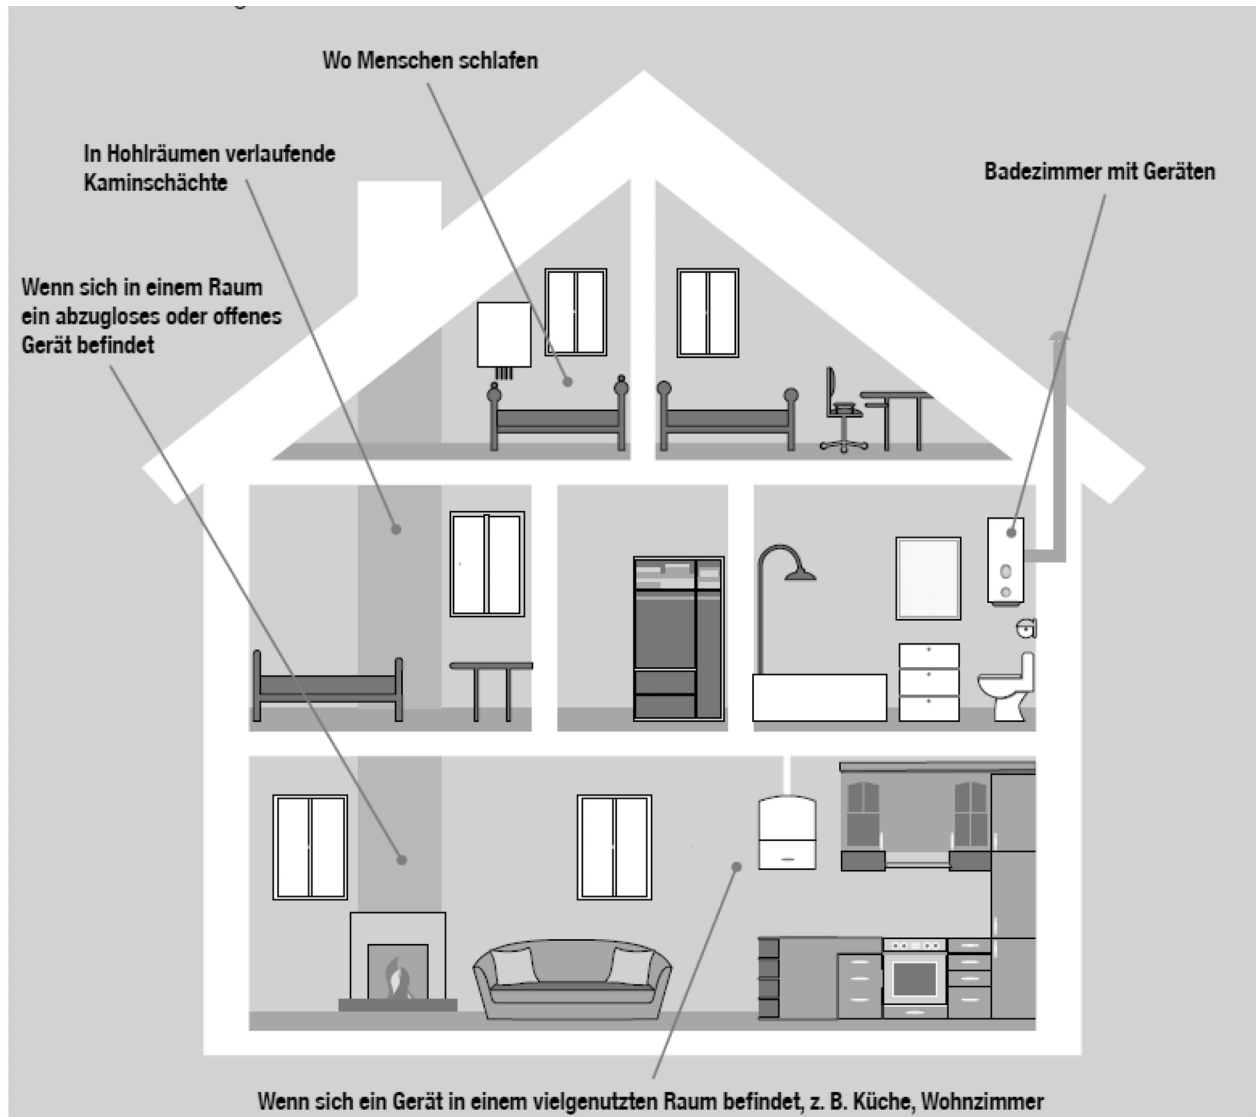 Wo Menschen schlafen
In Hohlräumen verlaufende
Kaminschächte
Badezimmer mit Geräten
Wenn sich in einem Raum
ein abzugloses oder offenes
Gerät befindet
Wenn sich ein Gerät in einem vielgenutzten Raum befindet, z. B. Küche, Wohnzimmer